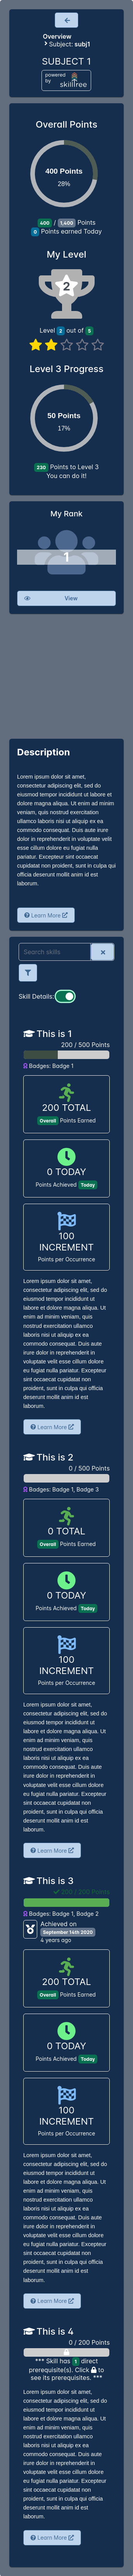 Overview
Subject: subj1
SUBJECT 1
powered
by
skilltree
Overall Points
400 Points
28%
400 / 1,400 Points
0 Points earned Today
My Level
2
Level 2 out of 5
Level 3 Progress
50 Points
17%
230 Points to Level 3
You can do it!
My Rank
1
View
Description
Lorem ipsum dolor sit amet,
consectetur adipiscing elit, sed do
eiusmod tempor incididunt ut labore et
dolore magna aliqua. Ut enim ad minim
veniam, quis nostrud exercitation
ullamco laboris nisi ut aliquip ex ea
commodo consequat. Duis aute irure
dolor in reprehenderit in voluptate velit
esse cillum dolore eu fugiat nulla
pariatur. Excepteur sint occaecat
cupidatat non proident, sunt in culpa qui
officia deserunt mollit anim id est
laborum.
Learn More
Search skills
Skill Details:
This is 1
200 / 500 Points
Badges: Badge 1
200 TOTAL
Overall Points Earned
0 TODAY
Points Achieved Today
100
INCREMENT
Points per Occurrence
Lorem ipsum dolor sit amet,
consectetur adipiscing elit, sed do
eiusmod tempor incididunt ut
labore et dolore magna aliqua. Ut
enim ad minim veniam, quis
nostrud exercitation ullamco
laboris nisi ut aliquip ex ea
commodo consequat. Duis aute
irure dolor in reprehenderit in
voluptate velit esse cillum dolore
eu fugiat nulla pariatur. Excepteur
sint occaecat cupidatat non
proident, sunt in culpa qui officia
deserunt mollit anim id est
laborum.
Learn More
This is 2
0 / 500 Points
Badges: Badge 1, Badge 3
0 TOTAL
Overall Points Earned
0 TODAY
Points Achieved Today
100
INCREMENT
Points per Occurrence
Lorem ipsum dolor sit amet,
consectetur adipiscing elit, sed do
eiusmod tempor incididunt ut
labore et dolore magna aliqua. Ut
enim ad minim veniam, quis
nostrud exercitation ullamco
laboris nisi ut aliquip ex ea
commodo consequat. Duis aute
irure dolor in reprehenderit in
voluptate velit esse cillum dolore
eu fugiat nulla pariatur. Excepteur
sint occaecat cupidatat non
proident, sunt in culpa qui officia
deserunt mollit anim id est
laborum.
Learn More
This is 3
200 / 200 Points
Badges: Badge 1, Badge 2
Achieved on
September 14th 2020
4 years ago
200 TOTAL
Overall Points Earned
0 TODAY
Points Achieved Today
100
INCREMENT
Points per Occurrence
Lorem ipsum dolor sit amet,
consectetur adipiscing elit, sed do
eiusmod tempor incididunt ut
labore et dolore magna aliqua. Ut
enim ad minim veniam, quis
nostrud exercitation ullamco
laboris nisi ut aliquip ex ea
commodo consequat. Duis aute
irure dolor in reprehenderit in
voluptate velit esse cillum dolore
eu fugiat nulla pariatur. Excepteur
sint occaecat cupidatat non
proident, sunt in culpa qui officia
deserunt mollit anim id est
laborum.
Learn More
This is 4
0 / 200 Points
*** Skill has 1 direct
prerequisite(s). Click to
see its prerequisites. ***
Lorem ipsum dolor sit amet,
consectetur adipiscing elit, sed do
eiusmod tempor incididunt ut
labore et dolore magna aliqua. Ut
enim ad minim veniam, quis
nostrud exercitation ullamco
laboris nisi ut aliquip ex ea
commodo consequat. Duis aute
irure dolor in reprehenderit in
voluptate velit esse cillum dolore
eu fugiat nulla pariatur. Excepteur
sint occaecat cupidatat non
proident, sunt in culpa qui officia
deserunt mollit anim id est
laborum.
Learn More